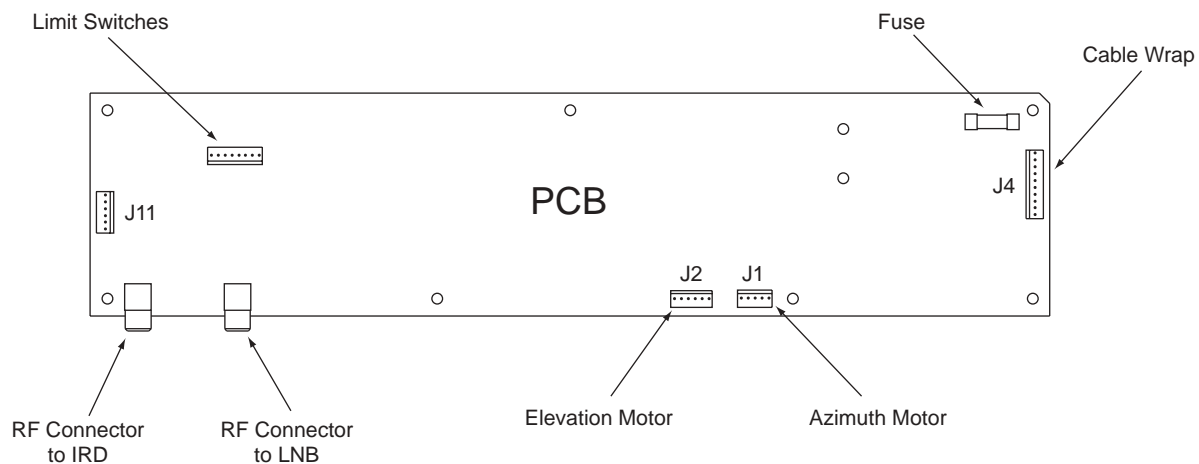 Limit Switches
Fuse
Cable Wrap
J4
PCB
J11
J2
J1
Elevation Motor
Azimuth Motor
RF Connector
to IRD
RF Connector
to LNB